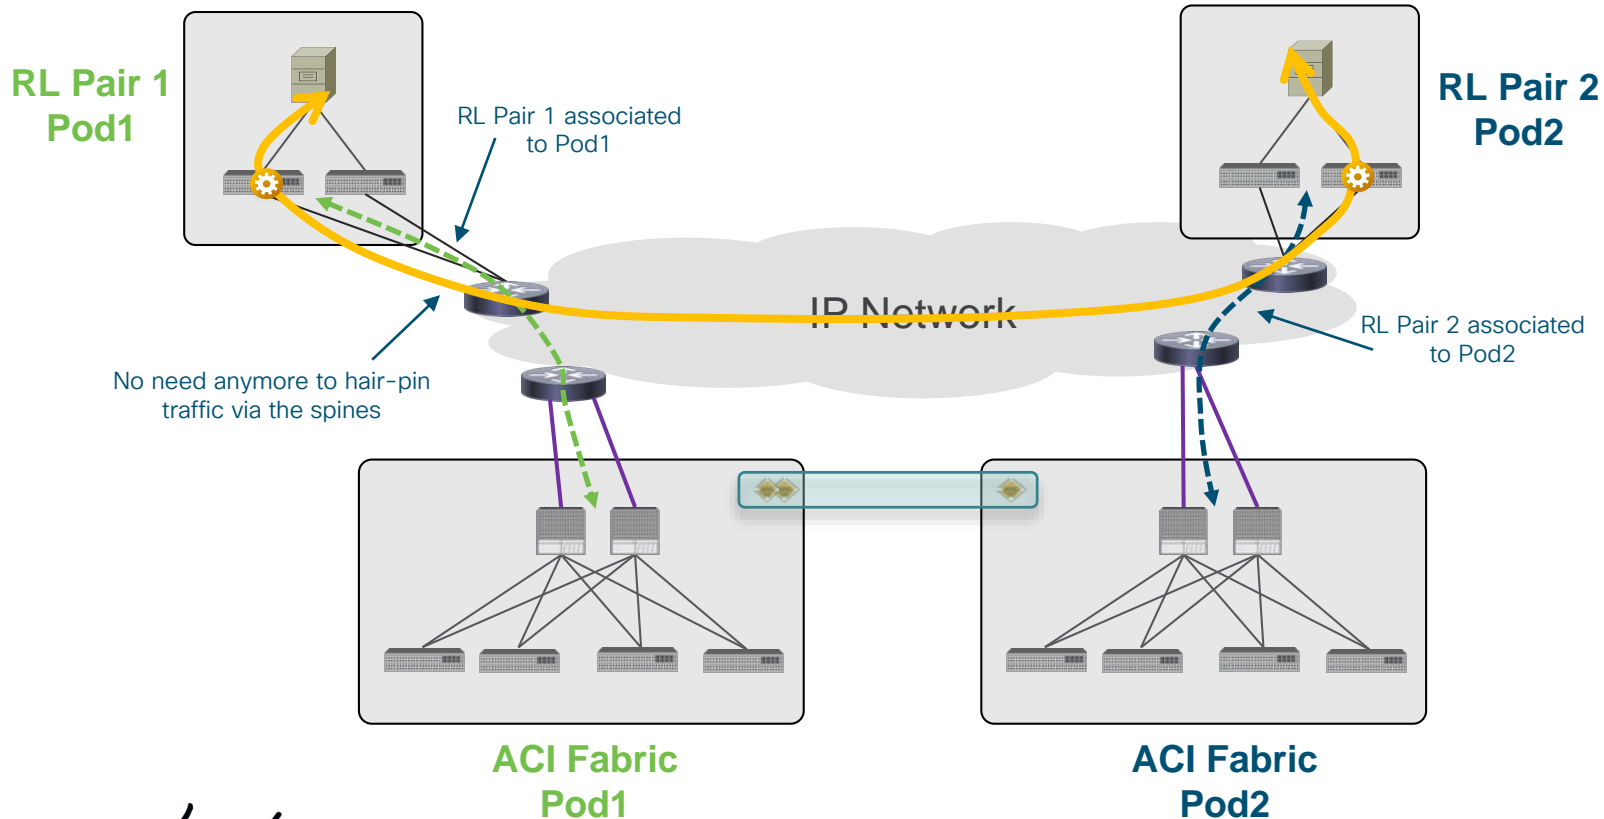 RL Pair 1
Pod1
RL Pair 1 associated
to Pod1
RL Pair 2
Pod2
IP Network
RL Pair 2 associated
to Pod2
No need anymore to hair-pin
traffic via the spines
ACI Fabric
Pod1
ACI Fabric
Pod2